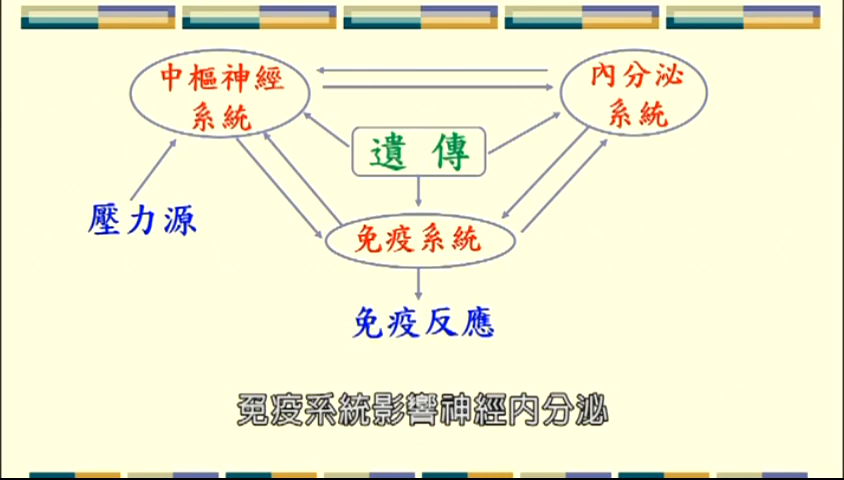 中樞神經
系統
內分泌
系統
遺 傳
壓力源
免疫系統
免疫反應
免疫系統影響神經內分泌